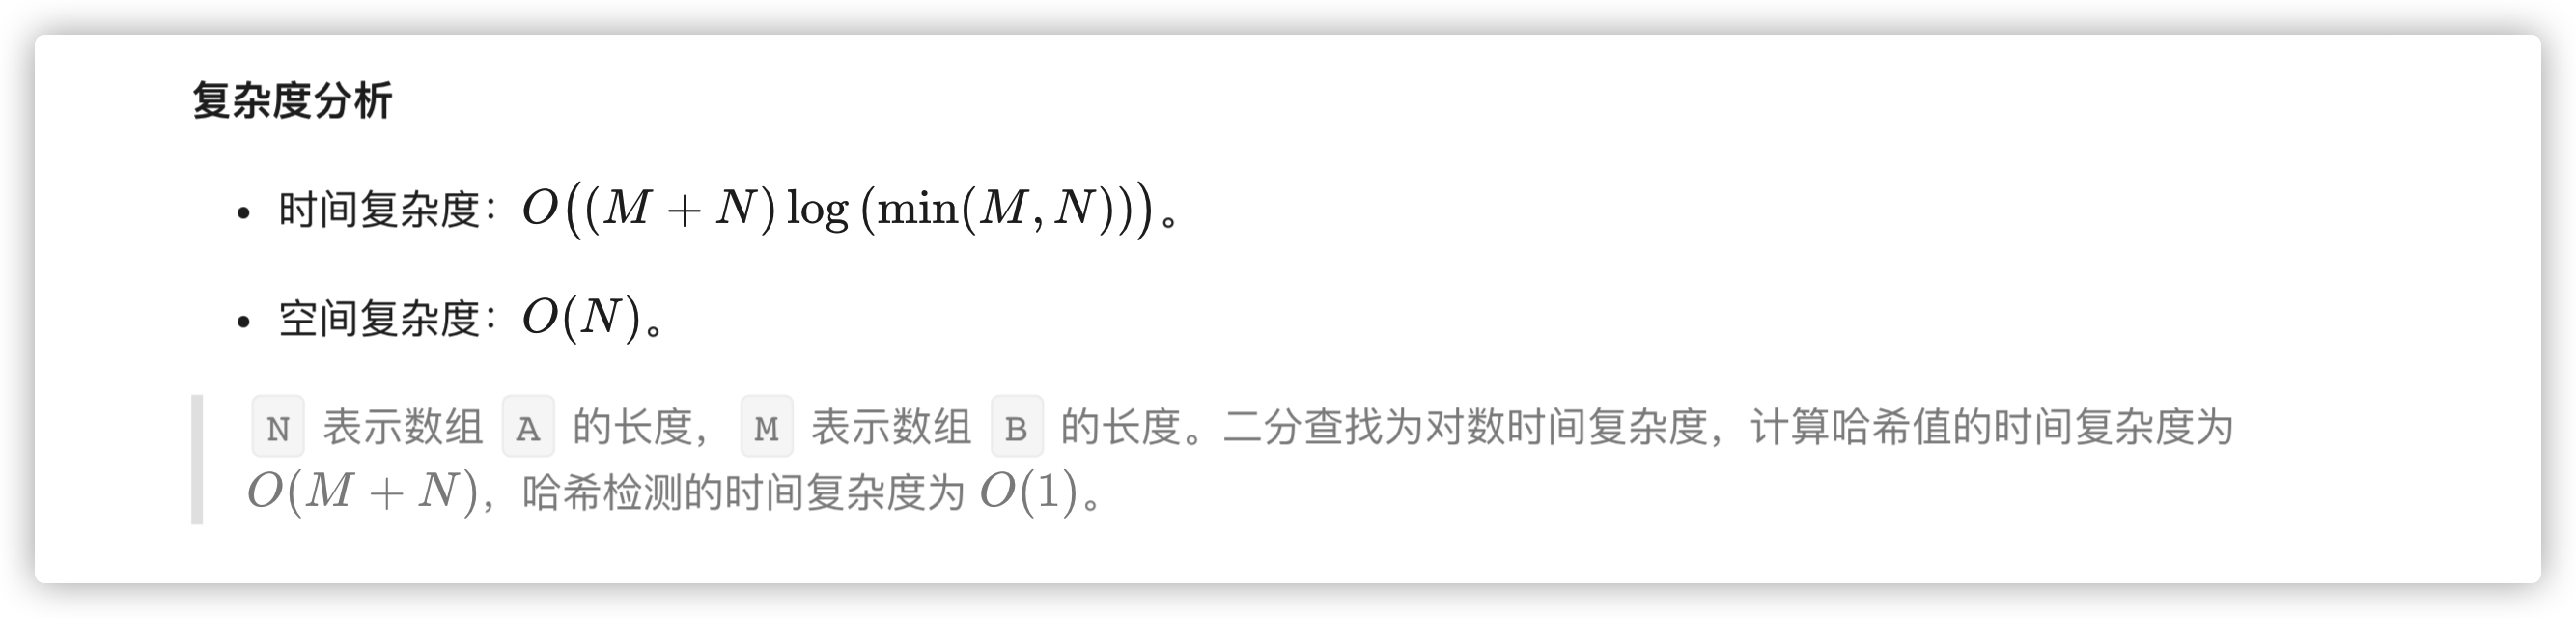 复杂度分析
• 时间复杂度：O((M + N) log (min(M, N)))。
• 空间复杂度：O(N)。
N 表示数组 A 的长度， M 表示数组 B 的长度。二分查找为对数时间复杂度，计算哈希值的时间复杂度为
O(M + N)，哈希检测的时间复杂度为 O(1)。